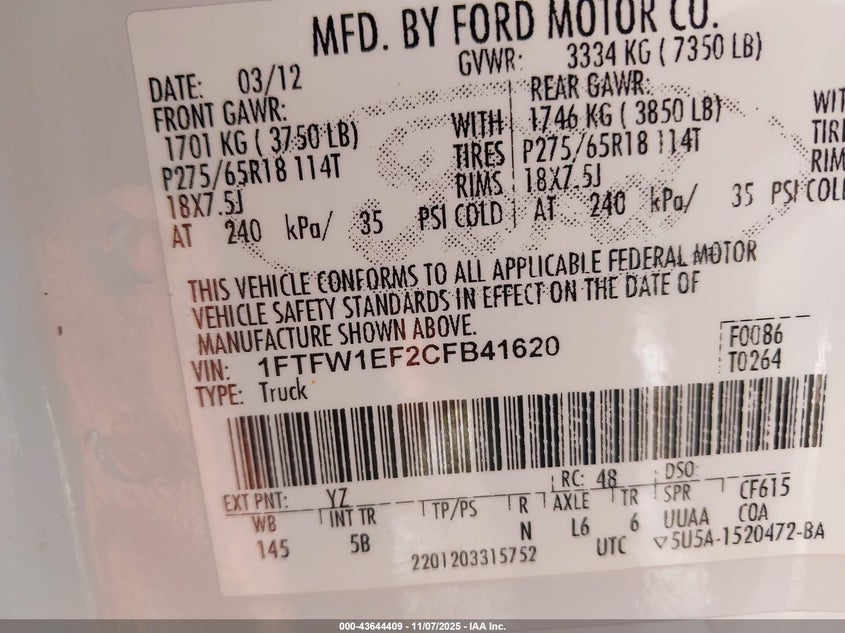 MFD. BY FORD MOTOR CO.
DATE: 03/12
GVWR: 3334 KG ( 7350 LB)
FRONT GAWR:
1701 KG ( 3750 LB)
P275/65R18 114T
18X7.5J
AT 240 kPa/ 35 PSI COLD
WITH
TIRES
RIMS
REAR GAWR:
1746 KG ( 3850 LB)
P275/65R18 114T
18X7.5J
AT 240 kPa/ 35 PSI COLD
WIT
TIRE
RIM
THIS VEHICLE CONFORMS TO ALL APPLICABLE FEDERAL MOTOR
VEHICLE SAFETY STANDARDS IN EFFECT ON THE DATE OF
MANUFACTURE SHOWN ABOVE.
VIN: 1FTFW1EF2CFB41620
TYPE: Truck
F0086
T0264
EXT PNT: YZ
RC: 48
DSO:
WB
INT TR
TP/PS
R
AXLE
TR
SPR
CF615
145
5B
N
L6
6
UUAA
COA
2201203315752
UTC
▽5U5A-1520472-BA
000-43644409 - 11/07/2025 - IAA Inc.